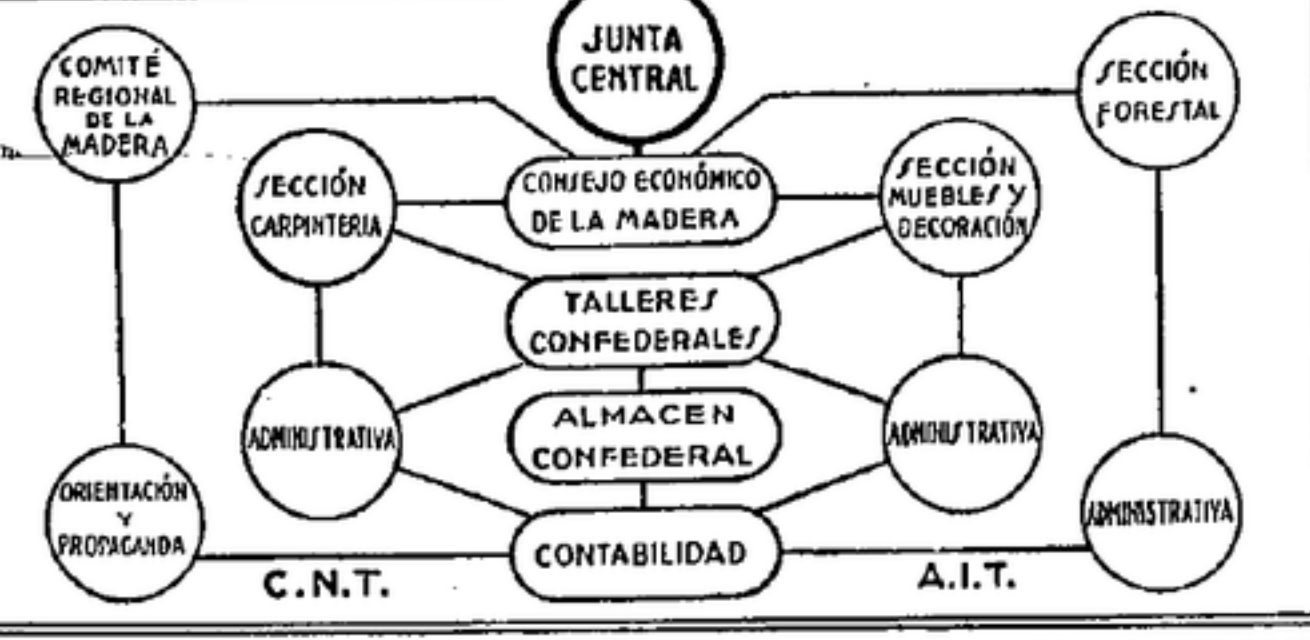 JUNTA
CENTRAL
COMITÉ
REGIONAL
DE LA
MADERA
SECCIÓN
FORESTAL
SECCIÓN
CARPINTERIA
CONSEJO ECONÓMICO
DE LA MADERA
SECCIÓN
MUEBLES Y
DECORACIÓN
TALLERES
CONFEDERALES
ADMINISTRATIVA
ALMACEN
CONFEDERAL
ADMINISTRATIVA
ORIENTACIÓN
Y
PROPAGANDA
CONTABILIDAD
ADMINISTRATIVA
C.N.T.
A.I.T.